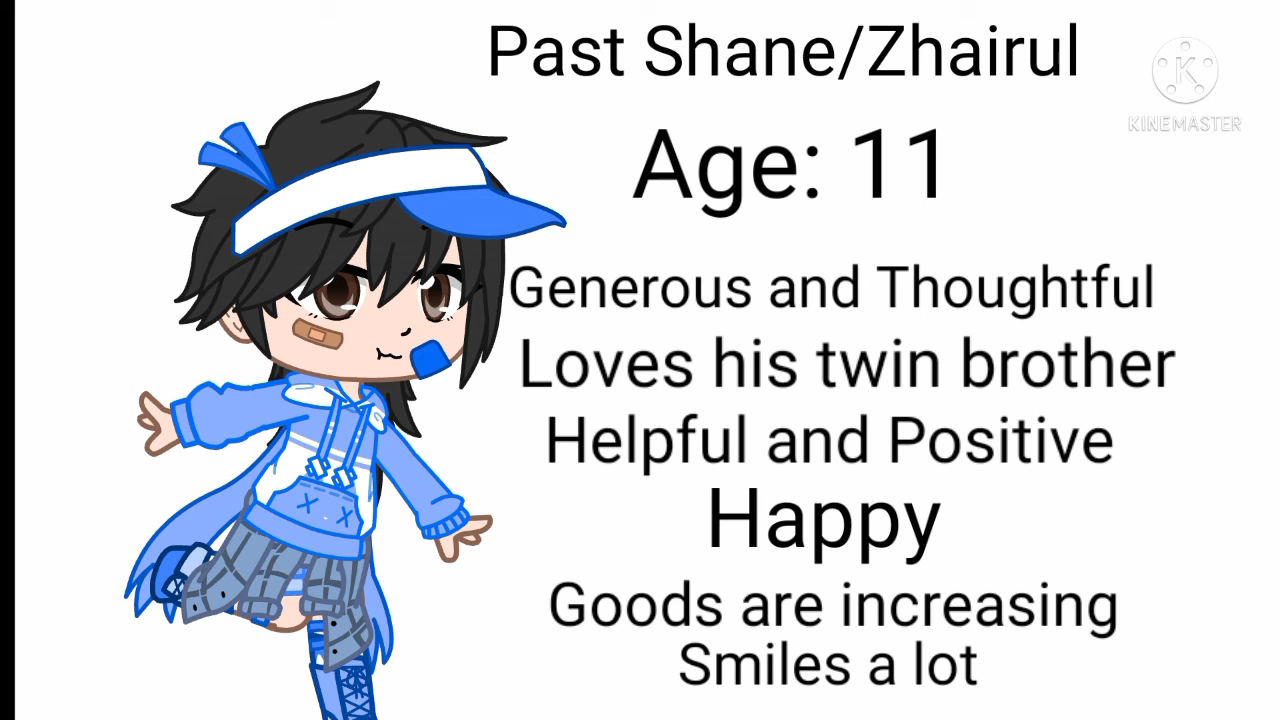 Past Shane/Zhairul
KINEMASTER
Age: 11
Generous and Thoughtful
Loves his twin brother
Helpful and Positive
Happy
Goods are increasing
Smiles a lot